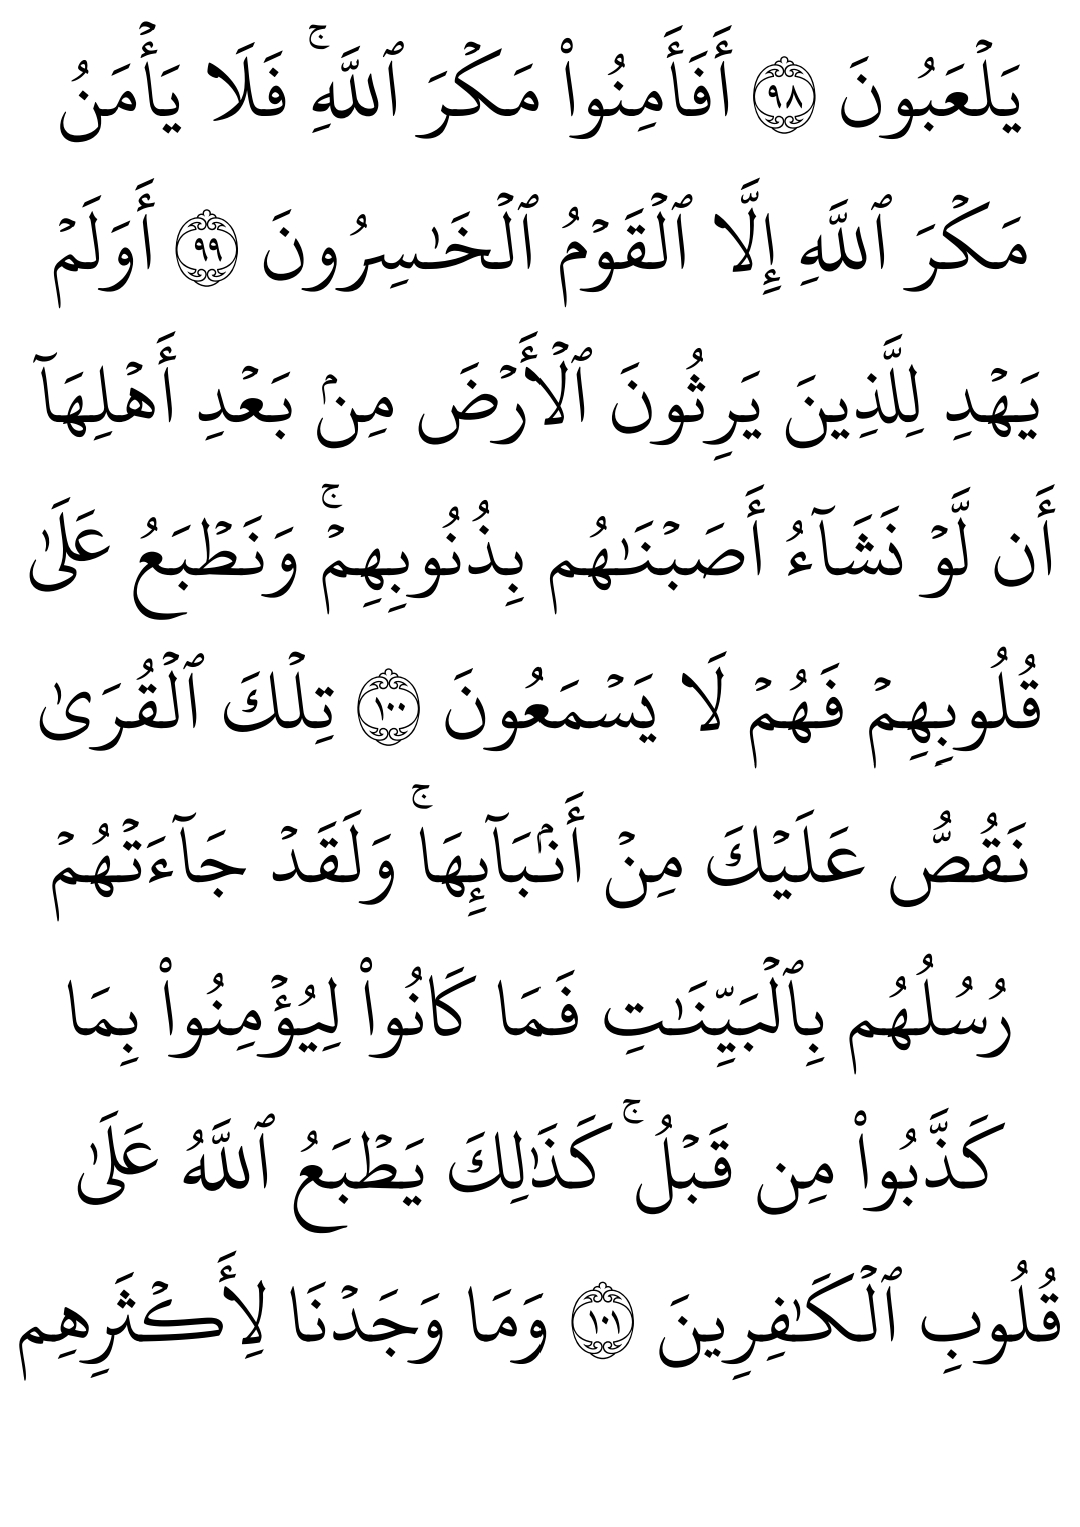 يَلۡعَبُونَ ٩٨ أَفَأَمِنُواْ مَكۡرَ ٱللَّهِۚ فَلَا يَأۡمَنُ
مَكۡرَ ٱللَّهِ إِلَّا ٱلۡقَوۡمُ ٱلۡخَٰسِرُونَ ٩٩ أَوَلَمۡ
يَهۡدِ لِلَّذِينَ يَرِثُونَ ٱلۡأَرۡضَ مِنۢ بَعۡدِ أَهۡلِهَآ
أَن لَّوۡ نَشَآءُ أَصَبۡنَٰهُم بِذُنُوبِهِمۡۚ وَنَطۡبَعُ عَلَىٰ
قُلُوبِهِمۡ فَهُمۡ لَا يَسۡمَعُونَ ١٠٠ تِلۡكَ ٱلۡقُرَىٰ
نَقُصُّ عَلَيۡكَ مِنۡ أَنۢبَآئِهَاۚ وَلَقَدۡ جَآءَتۡهُمۡ
رُسُلُهُم بِٱلۡبَيِّنَٰتِ فَمَا كَانُواْ لِيُؤۡمِنُواْ بِمَا
كَذَّبُواْ مِن قَبۡلُۚ كَذَٰلِكَ يَطۡبَعُ ٱللَّهُ عَلَىٰ
قُلُوبِ ٱلۡكَٰفِرِينَ ١٠١ وَمَا وَجَدۡنَا لِأَكۡثَرِهِم